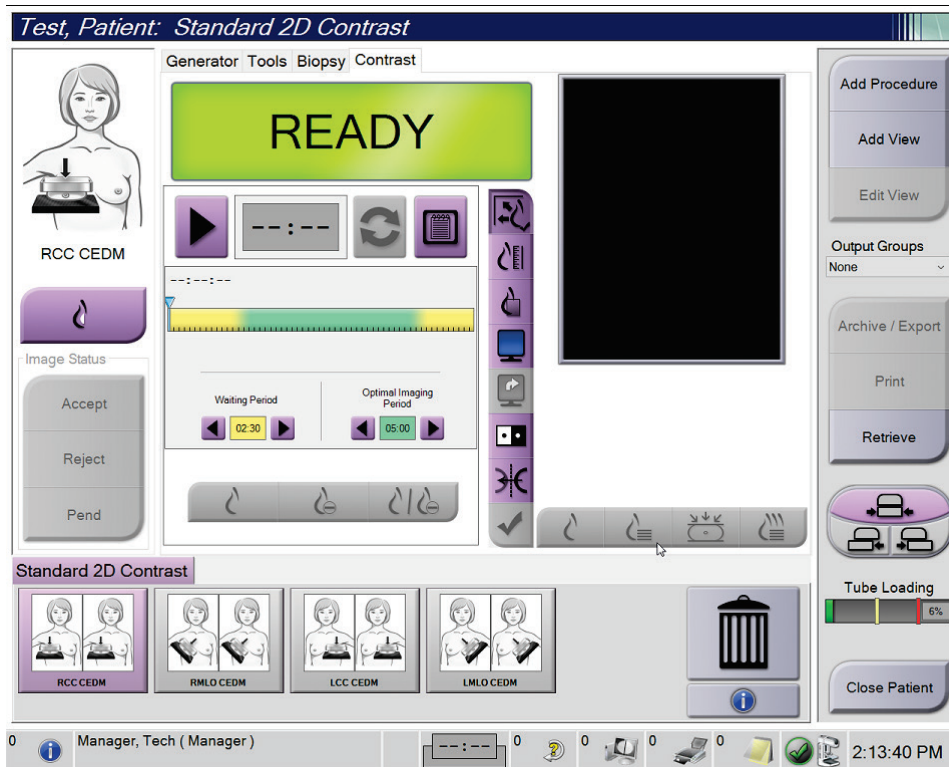 Test, Patient: Standard 2D Contrast
Generator Tools Biopsy Contrast
READY
--:--
RCC CEDM
--:--:--
Image Status
Accept
Reject
Pend
Waiting Period
02:30
Optimal Imaging
Period
05:00
Add Procedure
Add View
Edit View
Output Groups
None
Archive / Export
Print
Retrieve
Tube Loading
6%
Close Patient
Standard 2D Contrast
RCC CEDM
RMLO CEDM
LCC CEDM
LMLO CEDM
0
Manager, Tech ( Manager )
--:--
0
0
0
0
2:13:40 PM